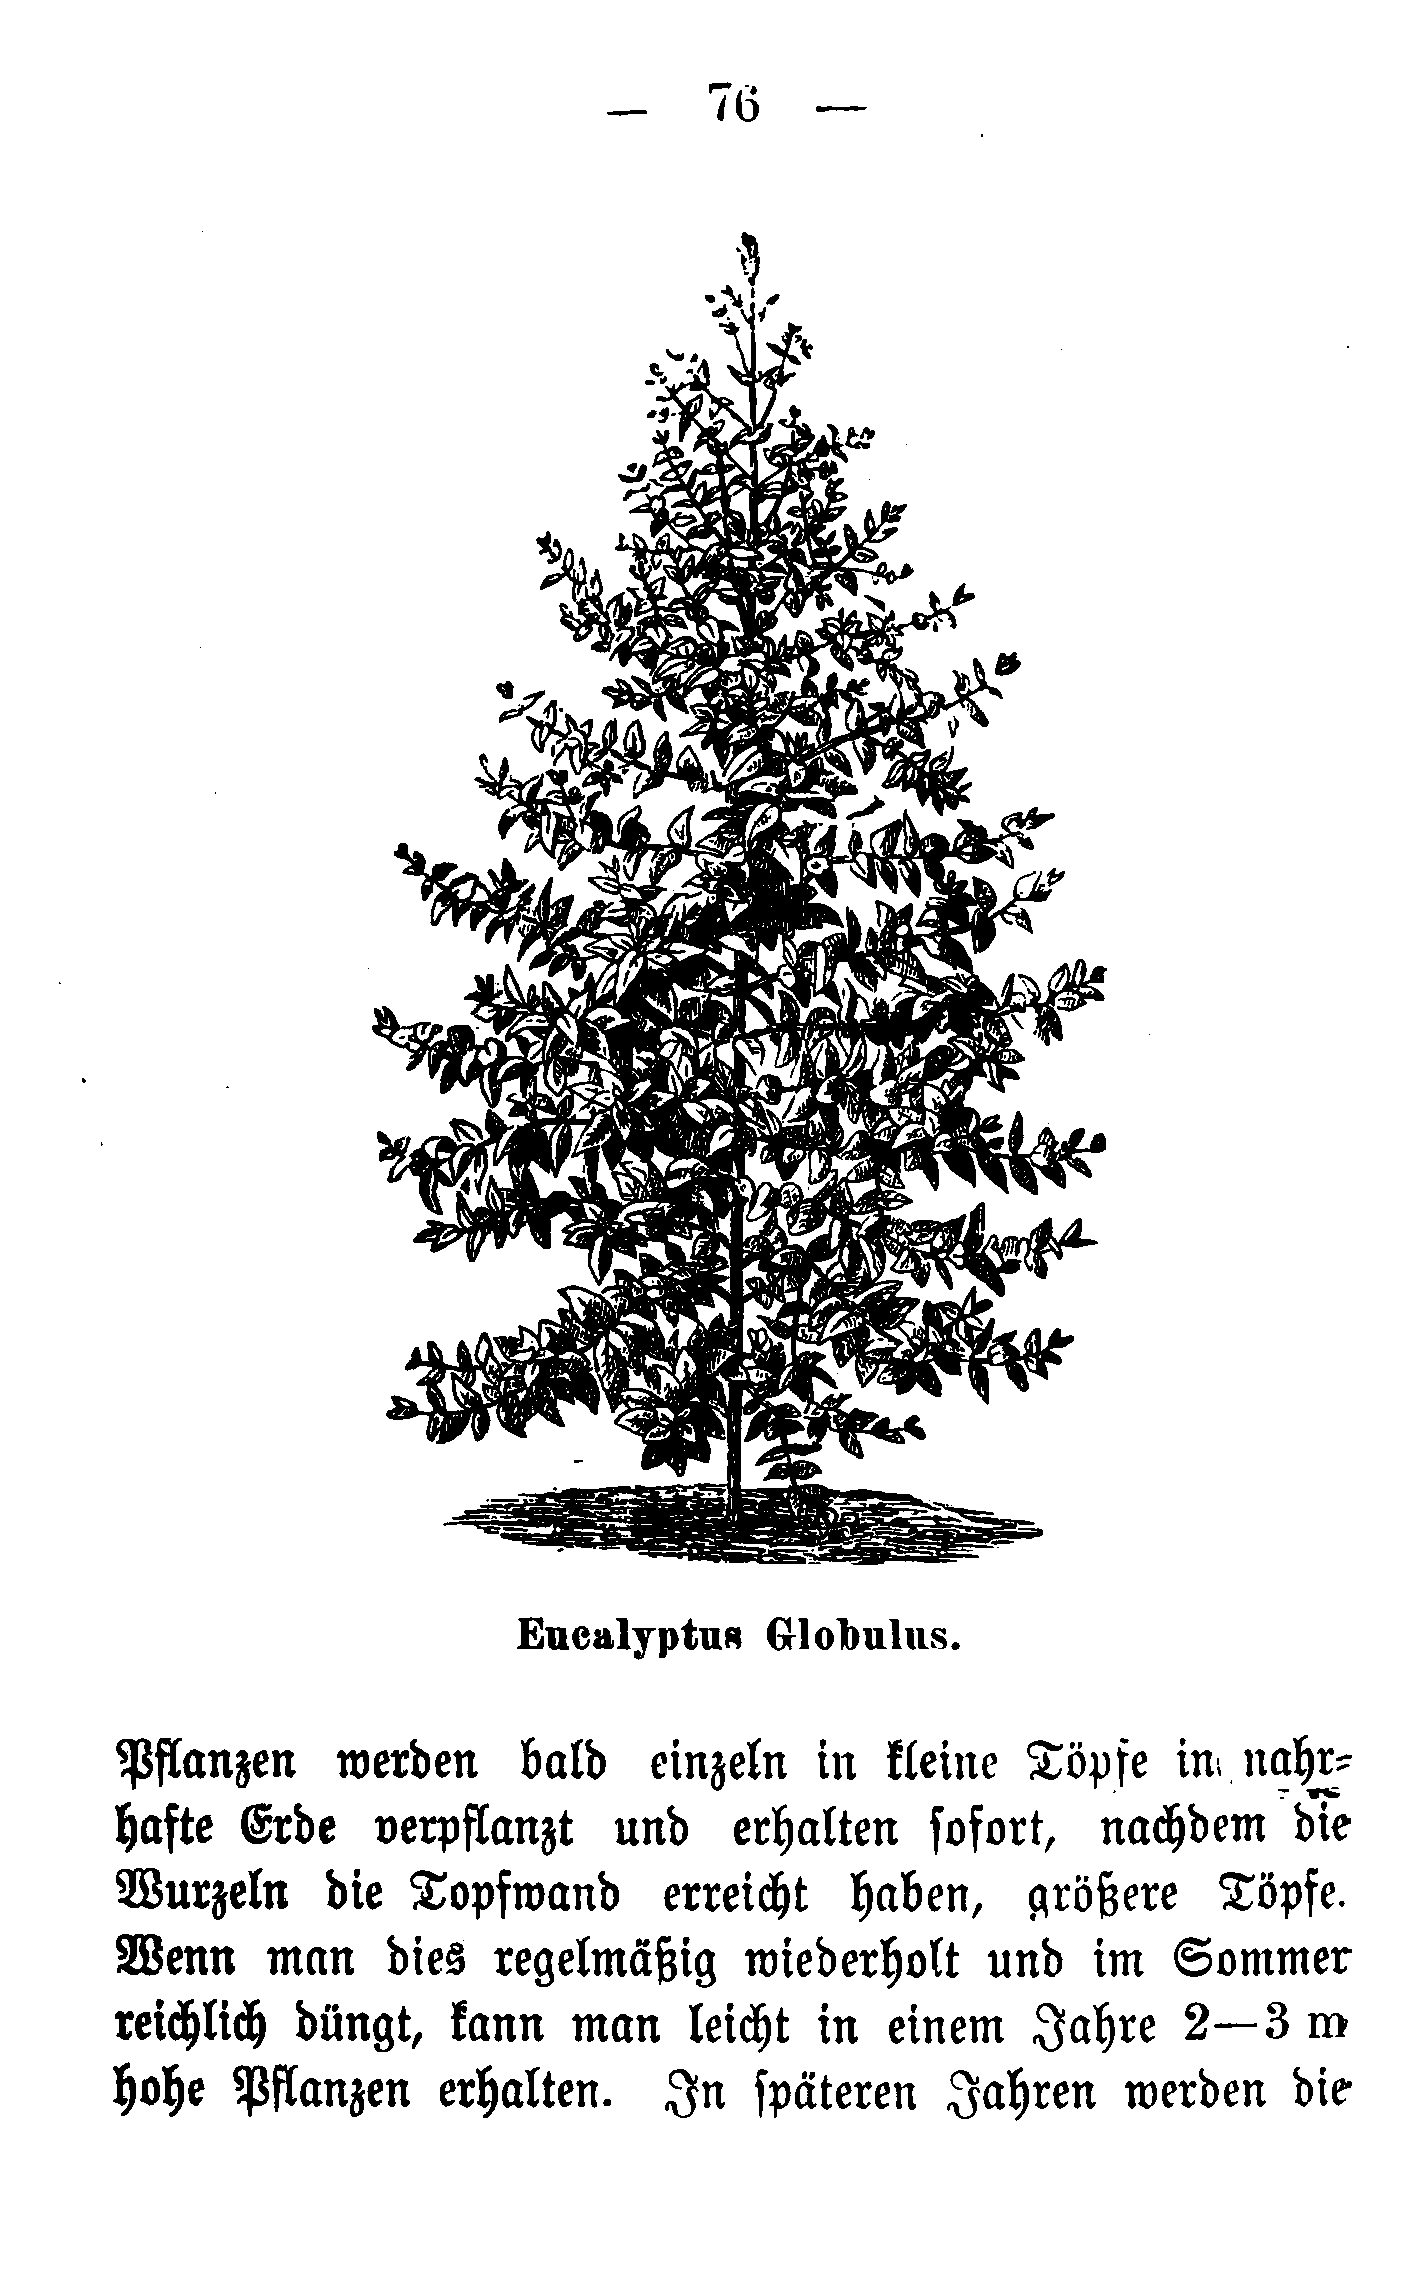 — 76 —
Eucalyptus Globulus.
Pflanzen werden bald einzeln in kleine Töpfe in nahr-
hafte Erde verpflanzt und erhalten sofort, nachdem die
Wurzeln die Topfwand erreicht haben, größere Töpfe.
Wenn man dies regelmäßig wiederholt und im Sommer
reichlich düngt, kann man leicht in einem Jahre 2—3 m
hohe Pflanzen erhalten. In späteren Jahren werden die